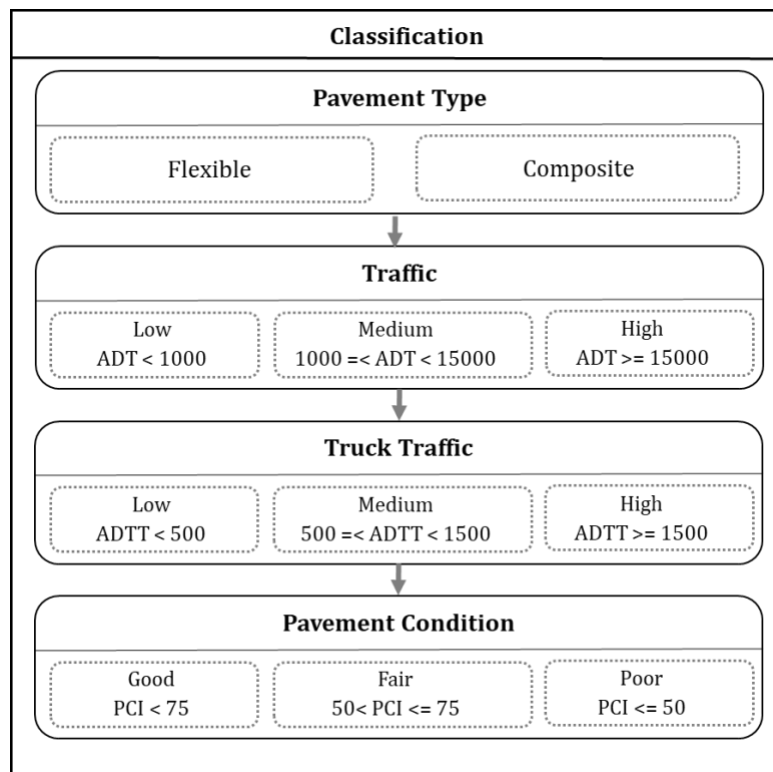 Classification
Pavement Type
Flexible
Composite
Traffic
Low
ADT < 1000
Medium
1000 =< ADT < 15000
High
ADT >= 15000
Truck Traffic
Low
ADTT < 500
Medium
500 =< ADTT < 1500
High
ADTT >= 1500
Pavement Condition
Good
PCI < 75
Fair
50< PCI <= 75
Poor
PCI <= 50